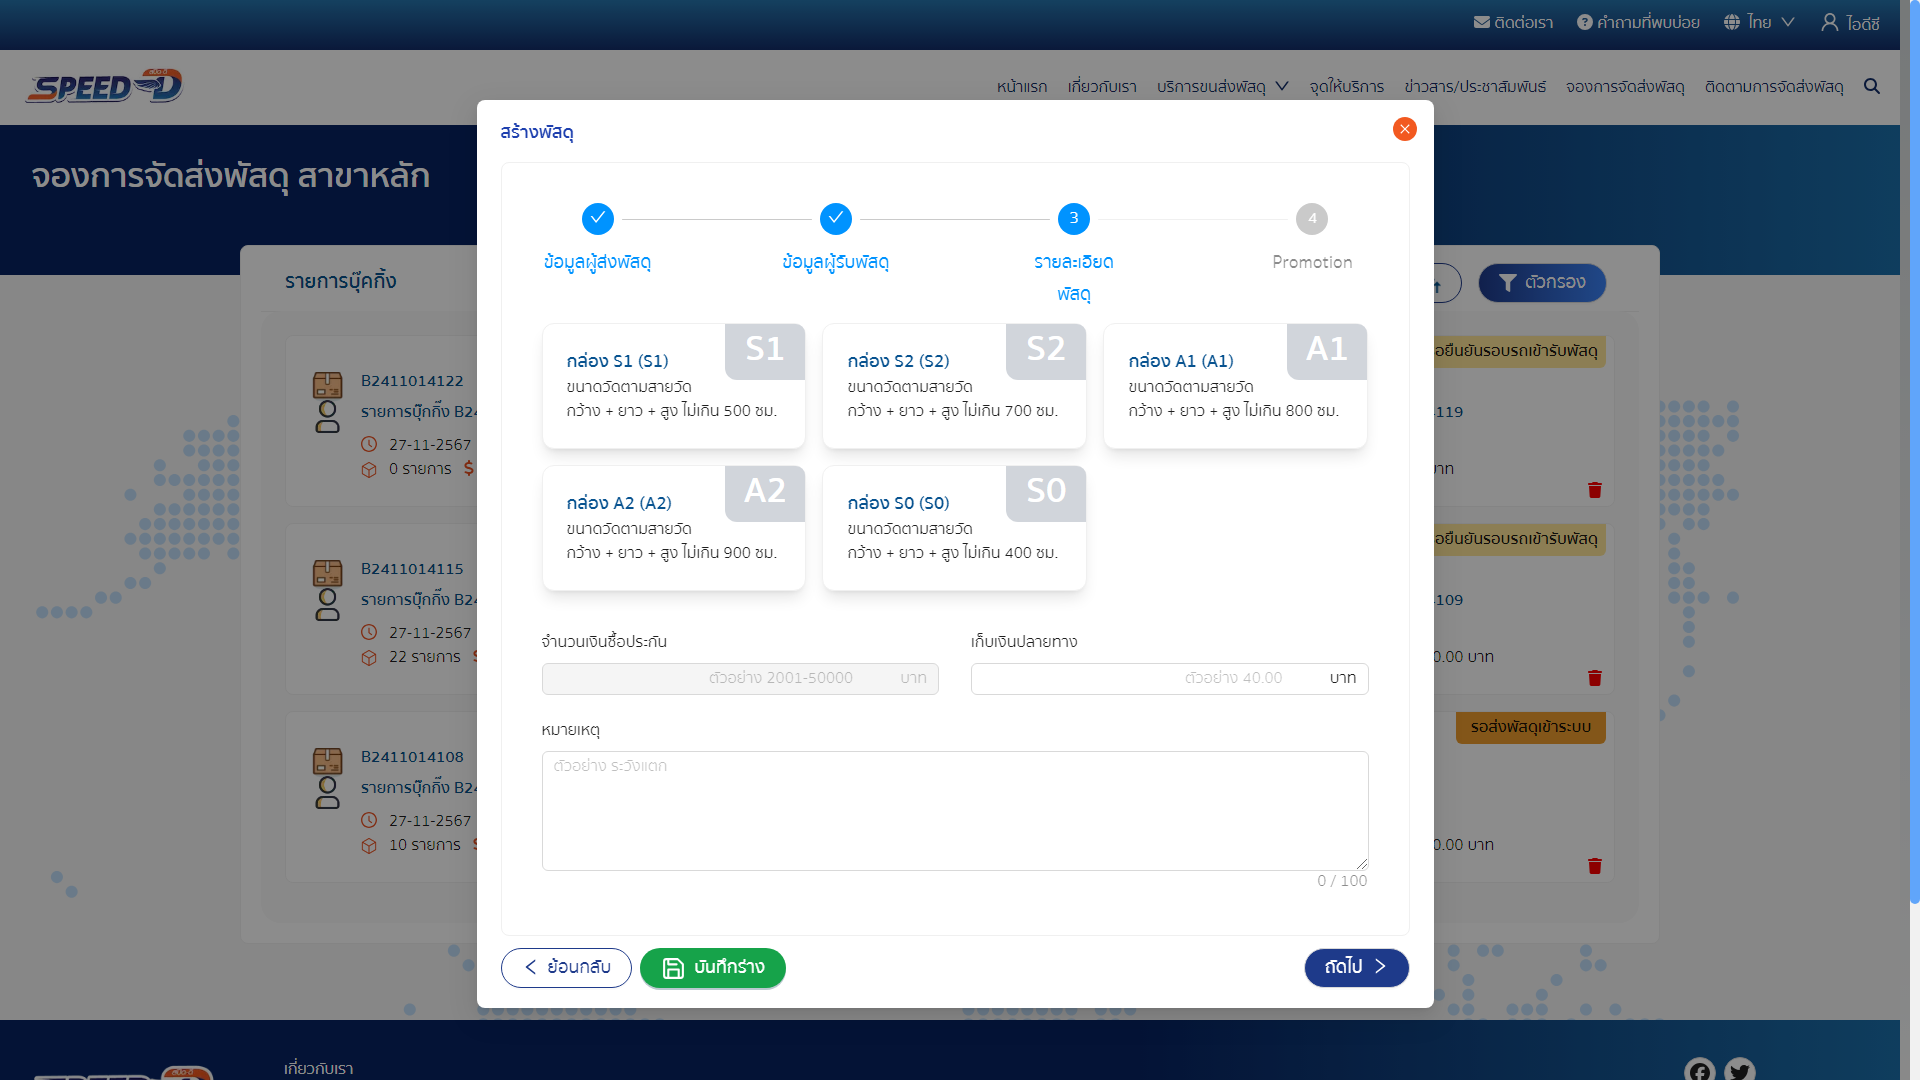 ติดต่อเรา
คำถามที่พบบ่อย
ไทย
ไอดีซี
SPEED D
หน้าแรก
เกี่ยวกับเรา
บริการขนส่งพัสดุ
จุดให้บริการ
ข่าวสาร/ประชาสัมพันธ์
จองการจัดส่งพัสดุ
ติดตามการจัดส่งพัสดุ
จองการจัดส่งพัสดุ สาขาหลัก
รายการบุ๊คกิ้ง
ตัวกรอง
B2411014122
รายการบุ๊กกิ้ง B24
27-11-2567
0 รายการ
B2411014115
รายการบุ๊กกิ้ง B24
27-11-2567
22 รายการ
B2411014108
รายการบุ๊กกิ้ง B24
27-11-2567
10 รายการ
สร้างพัสดุ
3
4
ข้อมูลผู้ส่งพัสดุ
ข้อมูลผู้รับพัสดุ
รายละเอียด
พัสดุ
Promotion
S1
กล่อง S1 (S1)
ขนาดวัดตามสายวัด
กว้าง + ยาว + สูง ไม่เกิน 500 ซม.
S2
กล่อง S2 (S2)
ขนาดวัดตามสายวัด
กว้าง + ยาว + สูง ไม่เกิน 700 ซม.
A1
กล่อง A1 (A1)
ขนาดวัดตามสายวัด
กว้าง + ยาว + สูง ไม่เกิน 800 ซม.
A2
กล่อง A2 (A2)
ขนาดวัดตามสายวัด
กว้าง + ยาว + สูง ไม่เกิน 900 ซม.
S0
กล่อง S0 (S0)
ขนาดวัดตามสายวัด
กว้าง + ยาว + สูง ไม่เกิน 400 ซม.
จำนวนเงินซื้อประกัน
ตัวอย่าง 2001-50000 บาท
เก็บเงินปลายทาง
ตัวอย่าง 40.00 บาท
หมายเหตุ
ตัวอย่าง ระวังแตก
0 / 100
ย้อนกลับ
บันทึกร่าง
ถัดไป
อยืนยันรอบรถเข้ารับพัสดุ
119
บาท
อยืนยันรอบรถเข้ารับพัสดุ
109
0.00 บาท
รอส่งพัสดุเข้าระบบ
0.00 บาท
เกี่ยวกับเรา